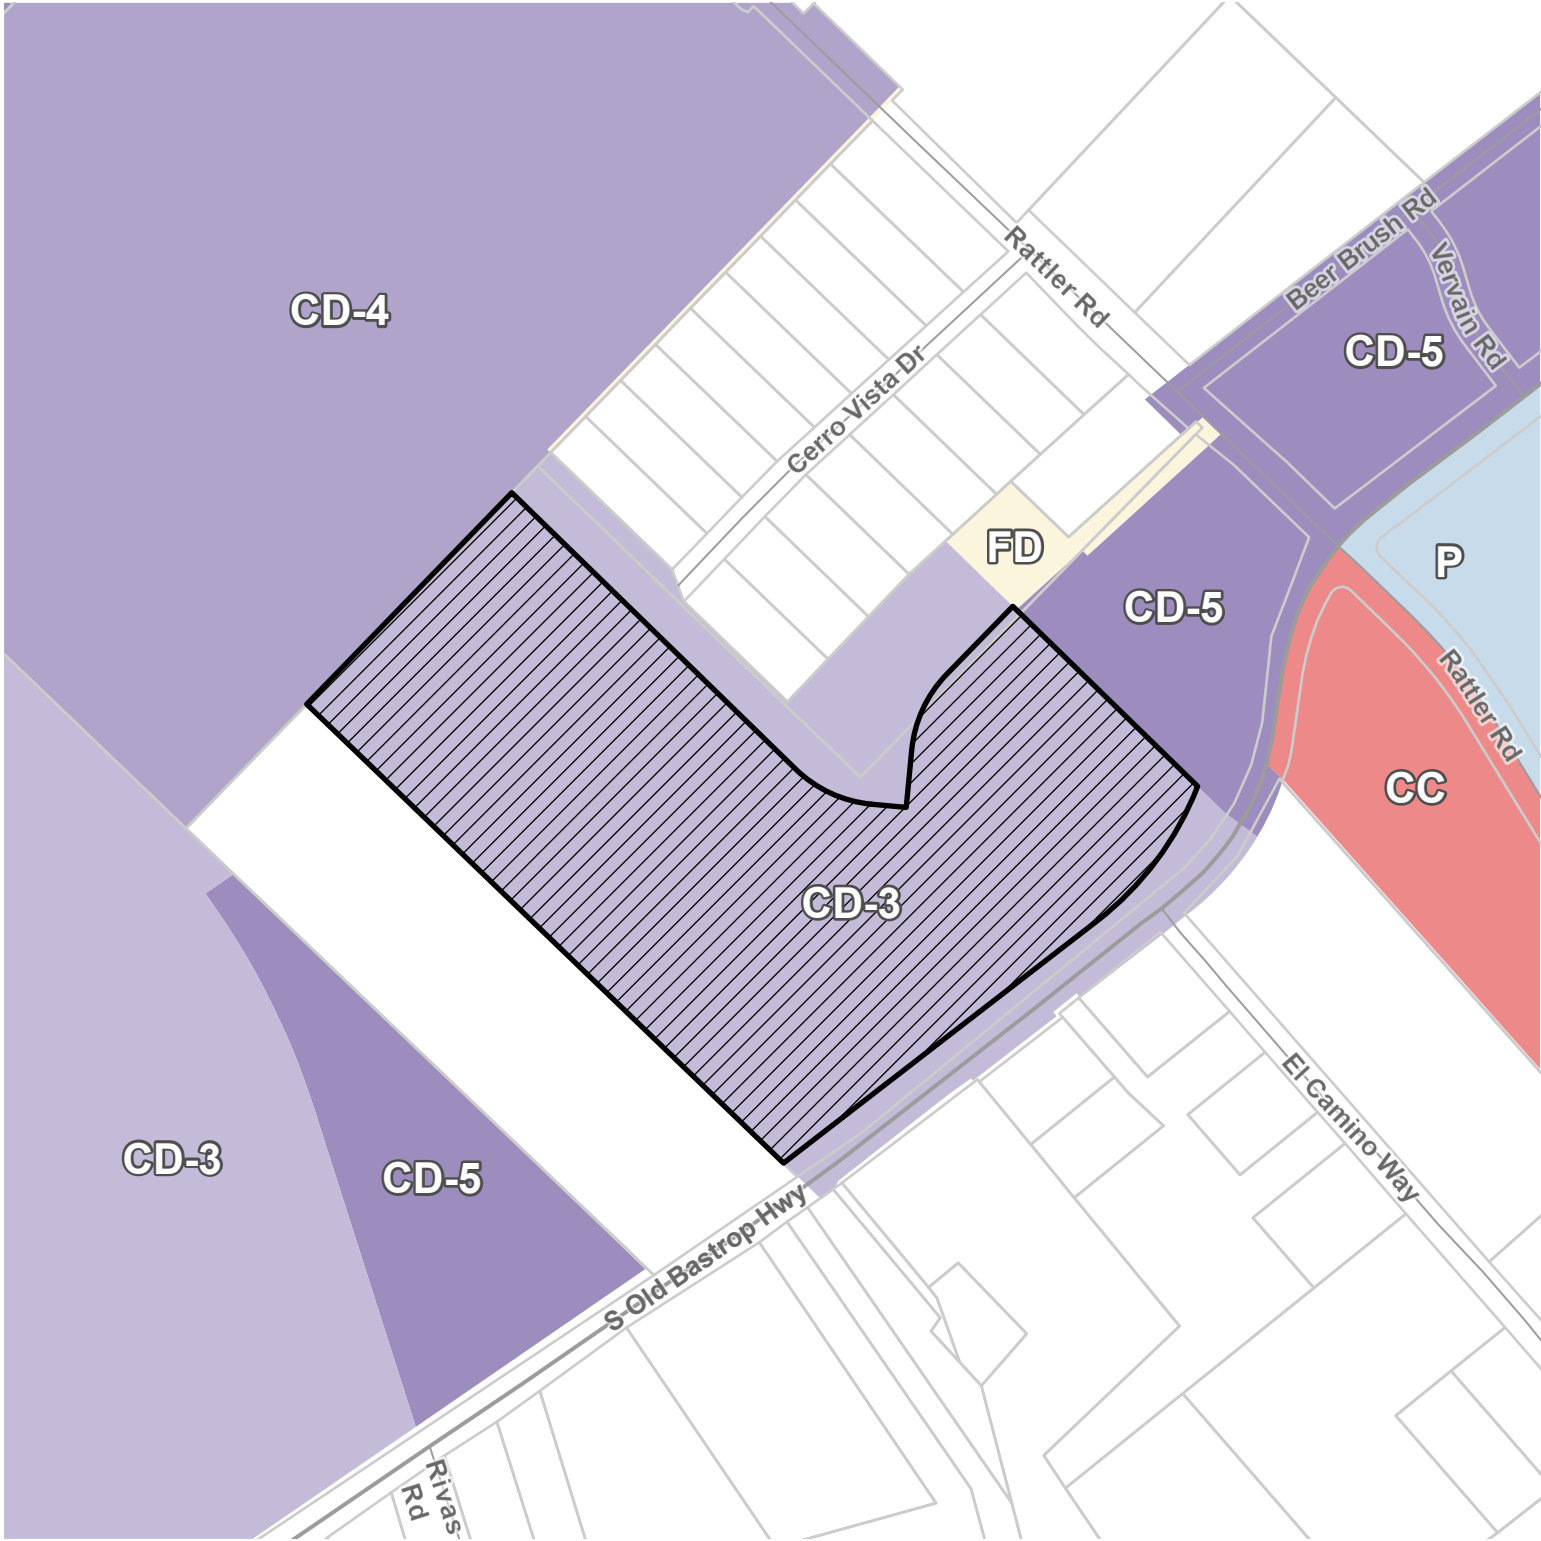 Rattler Rd
Beer Brush Rd
Vervain Rd
CD-4
CD-5
Cerro Vista Dr
FD
P
CD-5
Rattler Rd
CC
CD-3
El Camino Way
CD-3
CD-5
S Old Bastrop Hwy
Rivas
Rd